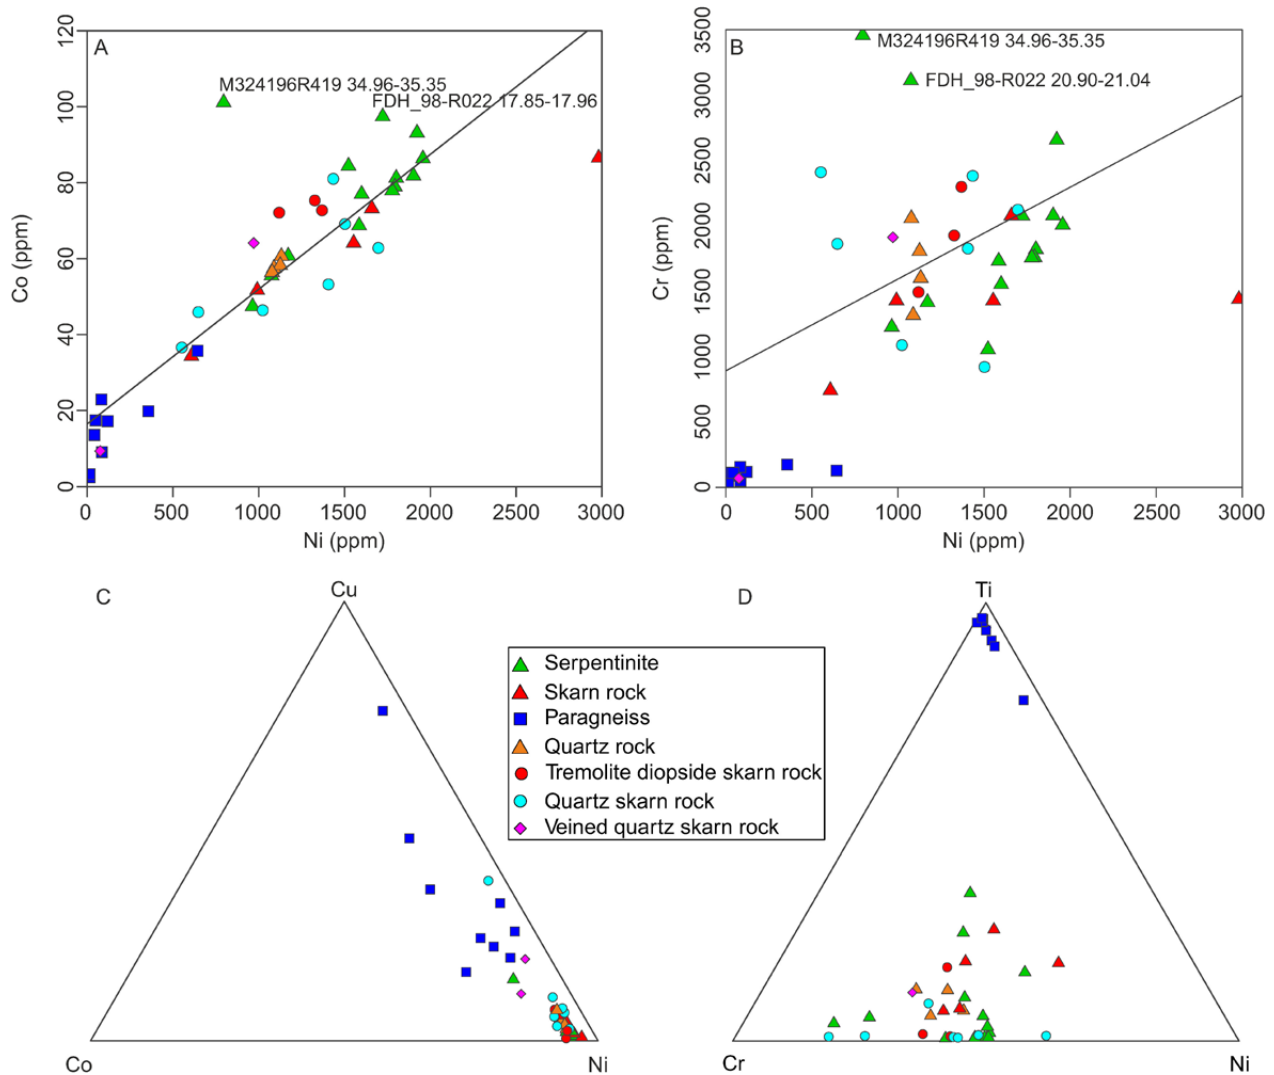 A
M324196R419 34.96-35.35
FDH_98-R022 17.85-17.96
120
100
80
60
40
20
0
Co (ppm)
0 500 1000 1500 2000 2500 3000
Ni (ppm)
B
M324196R419 34.96-35.35
FDH_98-R022 20.90-21.04
3500
3000
2500
2000
1500
1000
500
0
Cr (ppm)
0 500 1000 1500 2000 2500 3000
Ni (ppm)
C
Cu
Co
Ni
Serpentinite
Skarn rock
Paragneiss
Quartz rock
Tremolite diopside skarn rock
Quartz skarn rock
Veined quartz skarn rock
D
Ti
Cr
Ni